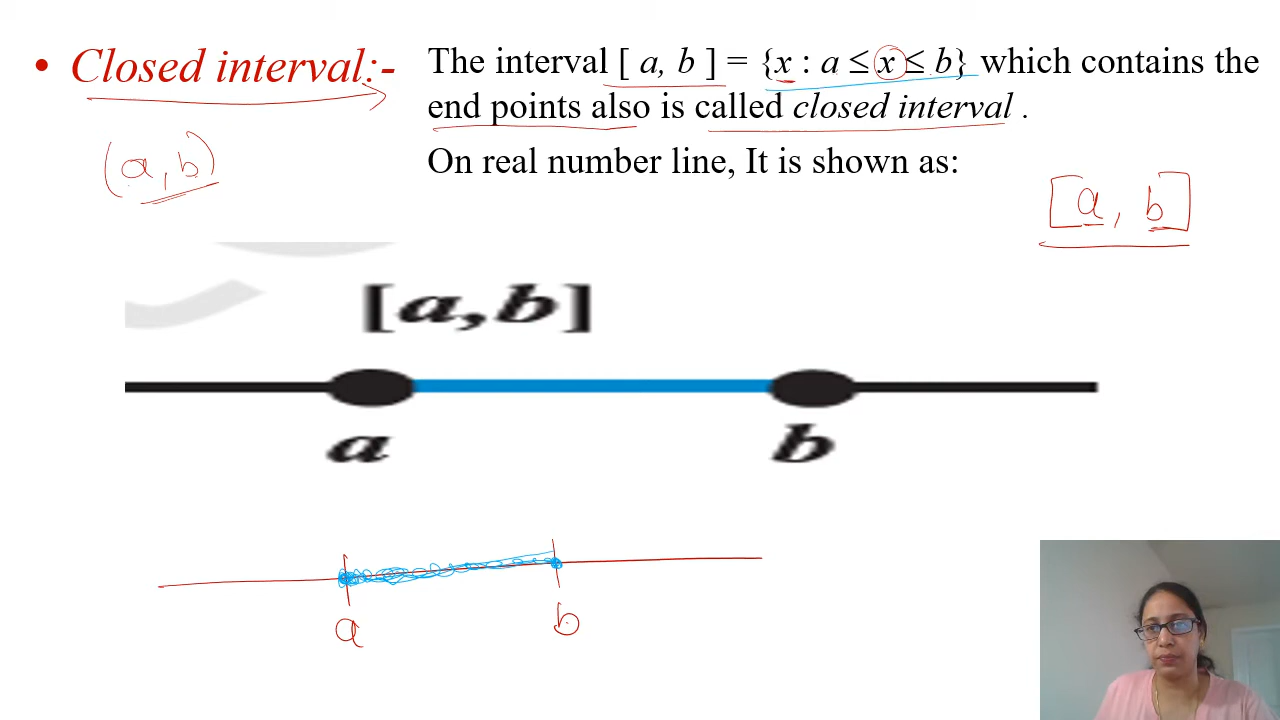 • Closed interval:-
The interval [ a, b ] = {x : a ≤ x ≤ b} which contains the
end points also is called closed interval .
On real number line, It is shown as:
(a, b)
[a, b]
[a,b]
a b
a b